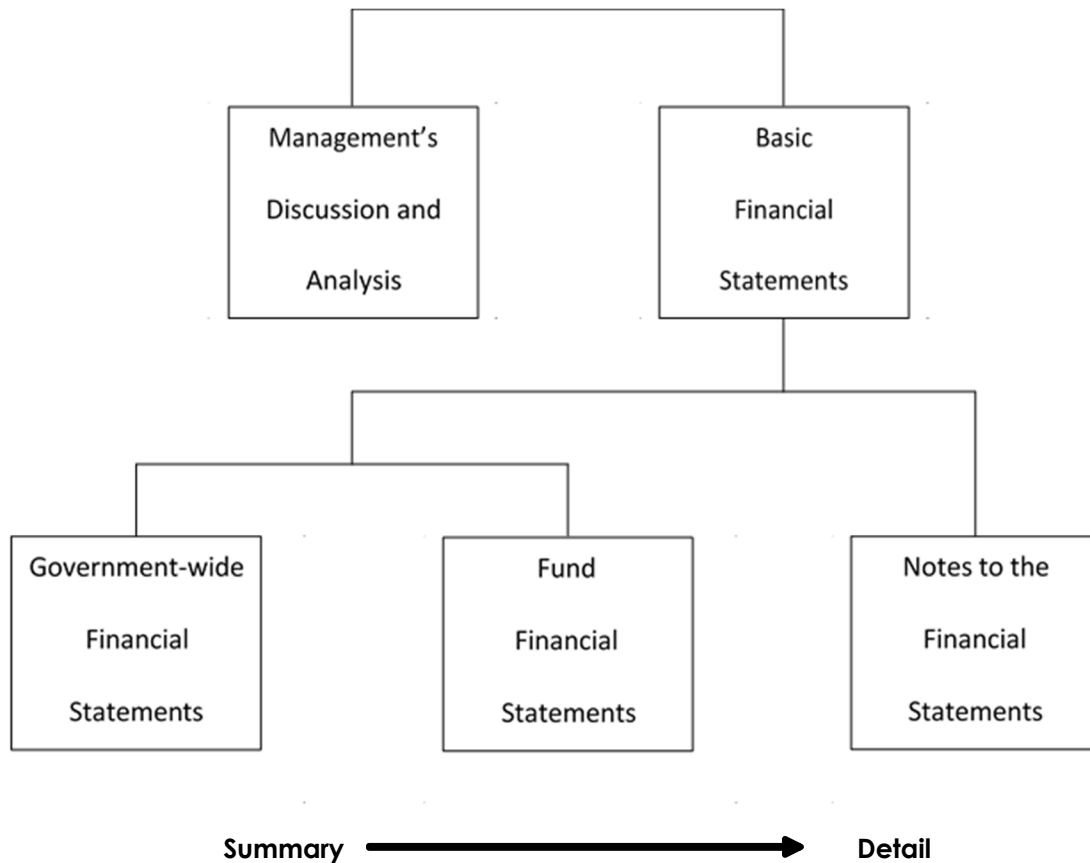 Management's
Discussion and
Analysis
Basic
Financial
Statements
Government-wide
Financial
Statements
Fund
Financial
Statements
Notes to the
Financial
Statements
Summary
Detail